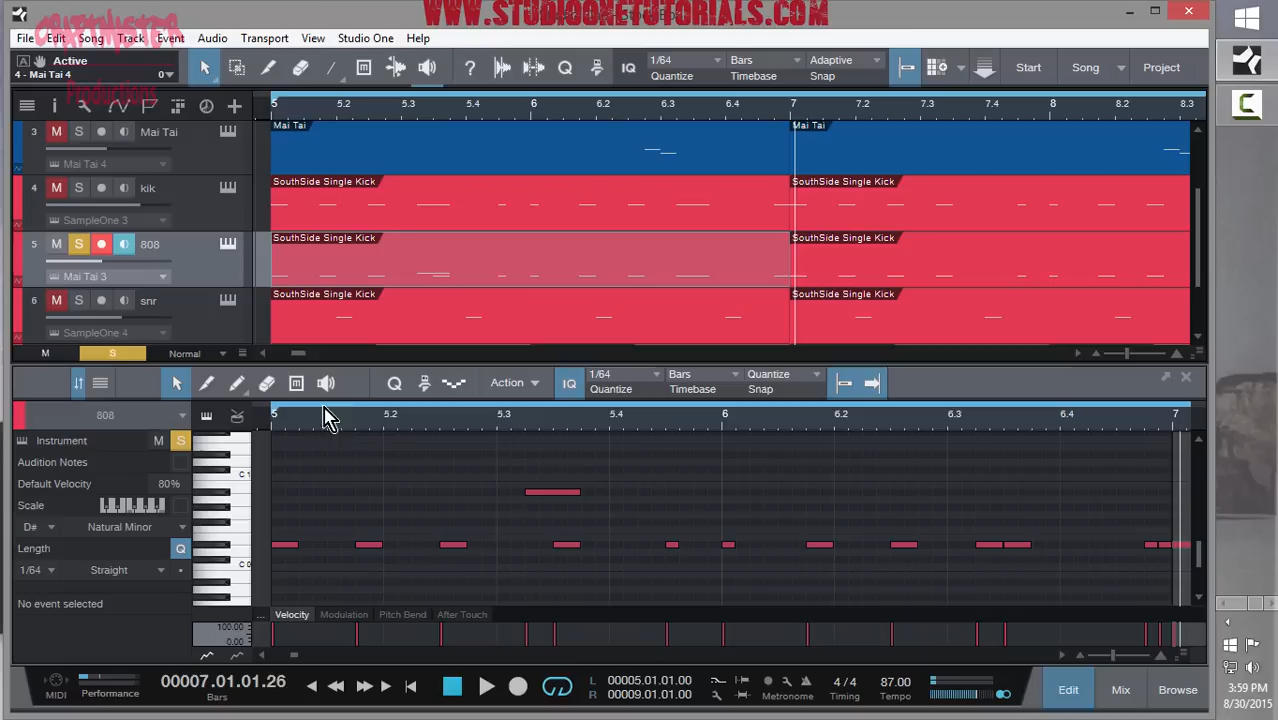 WWW.STUDIOONETUTORIALS.COM
File Edit Song Track Event Audio Transport View Studio One Help
Active
4 - Mai Tai 4 0
Productions
IQ 1/64 Quantize Bars Timebase Adaptive Snap Start Song Project
5 5.2 5.3 5.4 6.2 6.3 6.4 7 7.2 7.3 7.4 8 8.2 8.3
3 M S Mai Tai
Mai Tai 4
Mai Tai Mai Tai
4 M S kik
SampleOne 3
SouthSide Single Kick SouthSide Single Kick
5 M S 808
Mai Tai 3
SouthSide Single Kick SouthSide Single Kick
6 M S snr
SampleOne 4
SouthSide Single Kick SouthSide Single Kick
M S Normal
Q Action IQ 1/64 Quantize Bars Timebase Quantize Snap
808
5 5.2 5.3 5.4 6 6.2 6.3 6.4 7
Instrument M S
Audition Notes
Default Velocity 80%
Scale
D# Natural Minor
Length Q
1/64 Straight
No event selected
C 1
C 0
... Velocity Modulation Pitch Bend After Touch
100.00
0.00
MIDI Performance
00007.01.01.26
Bars
L 00005.01.01.00
R 00009.01.01.00
Metronome
4 / 4
Timing
87.00
Tempo
Edit Mix Browse
3:59 PM
8/30/2015